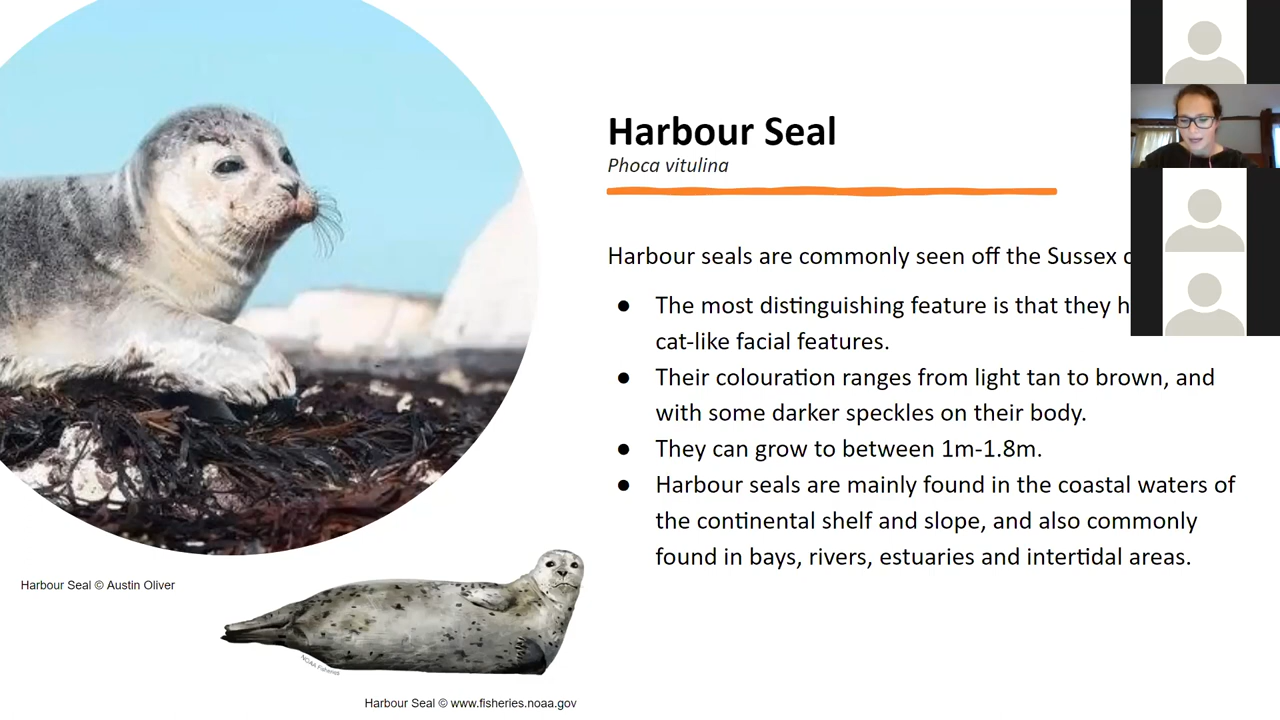 Harbour Seal
Phoca vitulina
Harbour seals are commonly seen off the Sussex
● The most distinguishing feature is that they
cat-like facial features.
● Their colouration ranges from light tan to brown, and
with some darker speckles on their body.
● They can grow to between 1m-1.8m.
● Harbour seals are mainly found in the coastal waters of
the continental shelf and slope, and also commonly
found in bays, rivers, estuaries and intertidal areas.
Harbour Seal © Austin Oliver
NOAA Fisheries
Harbour Seal © www.fisheries.noaa.gov